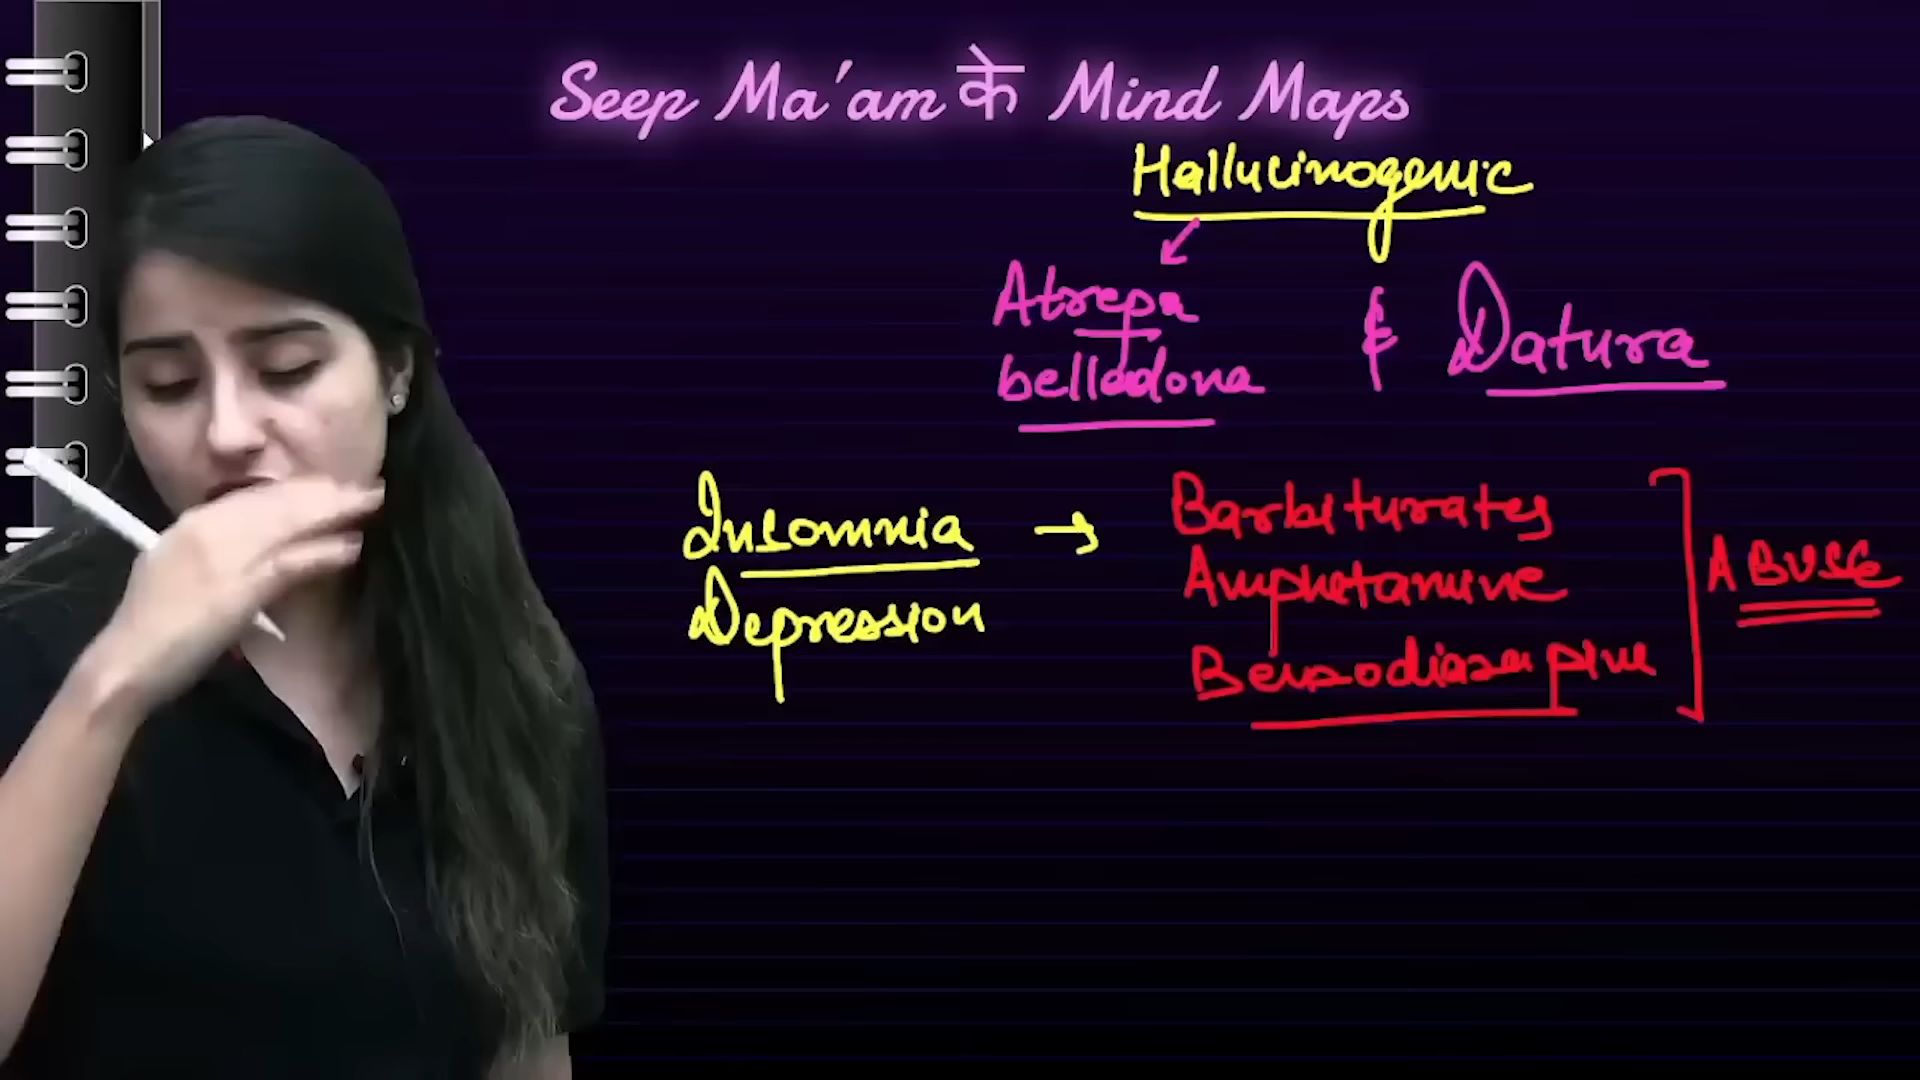 Seep Ma'am के Mind Maps
Hallucinogenic
Atropa & Datura
belladona
Insomnia → Barbiturates
Depression Amphetamine ABUSE
Benzodiazepine